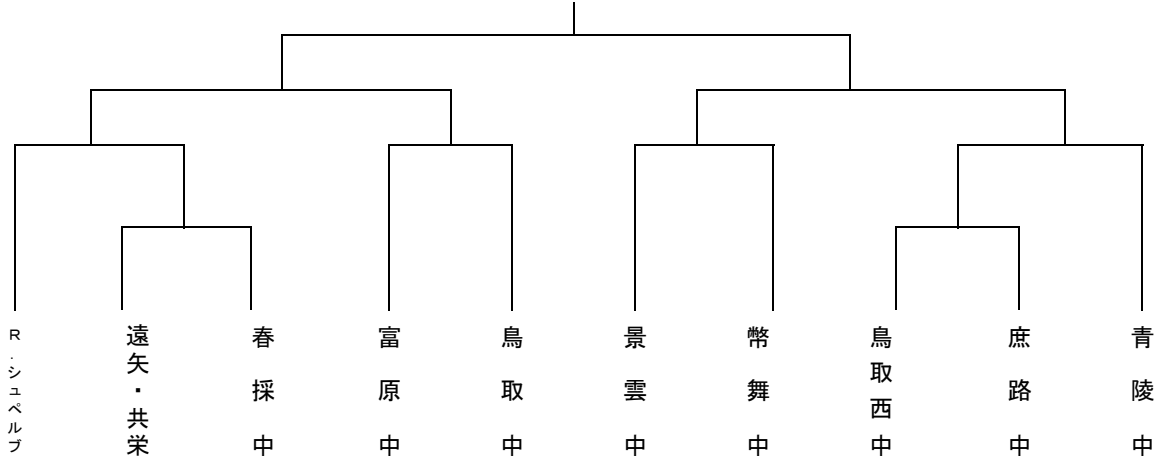 R.シュペルブ
遠矢・共栄
春採中
富原中
鳥取中
景雲中
幣舞中
鳥取西中
庶路中
青陵中